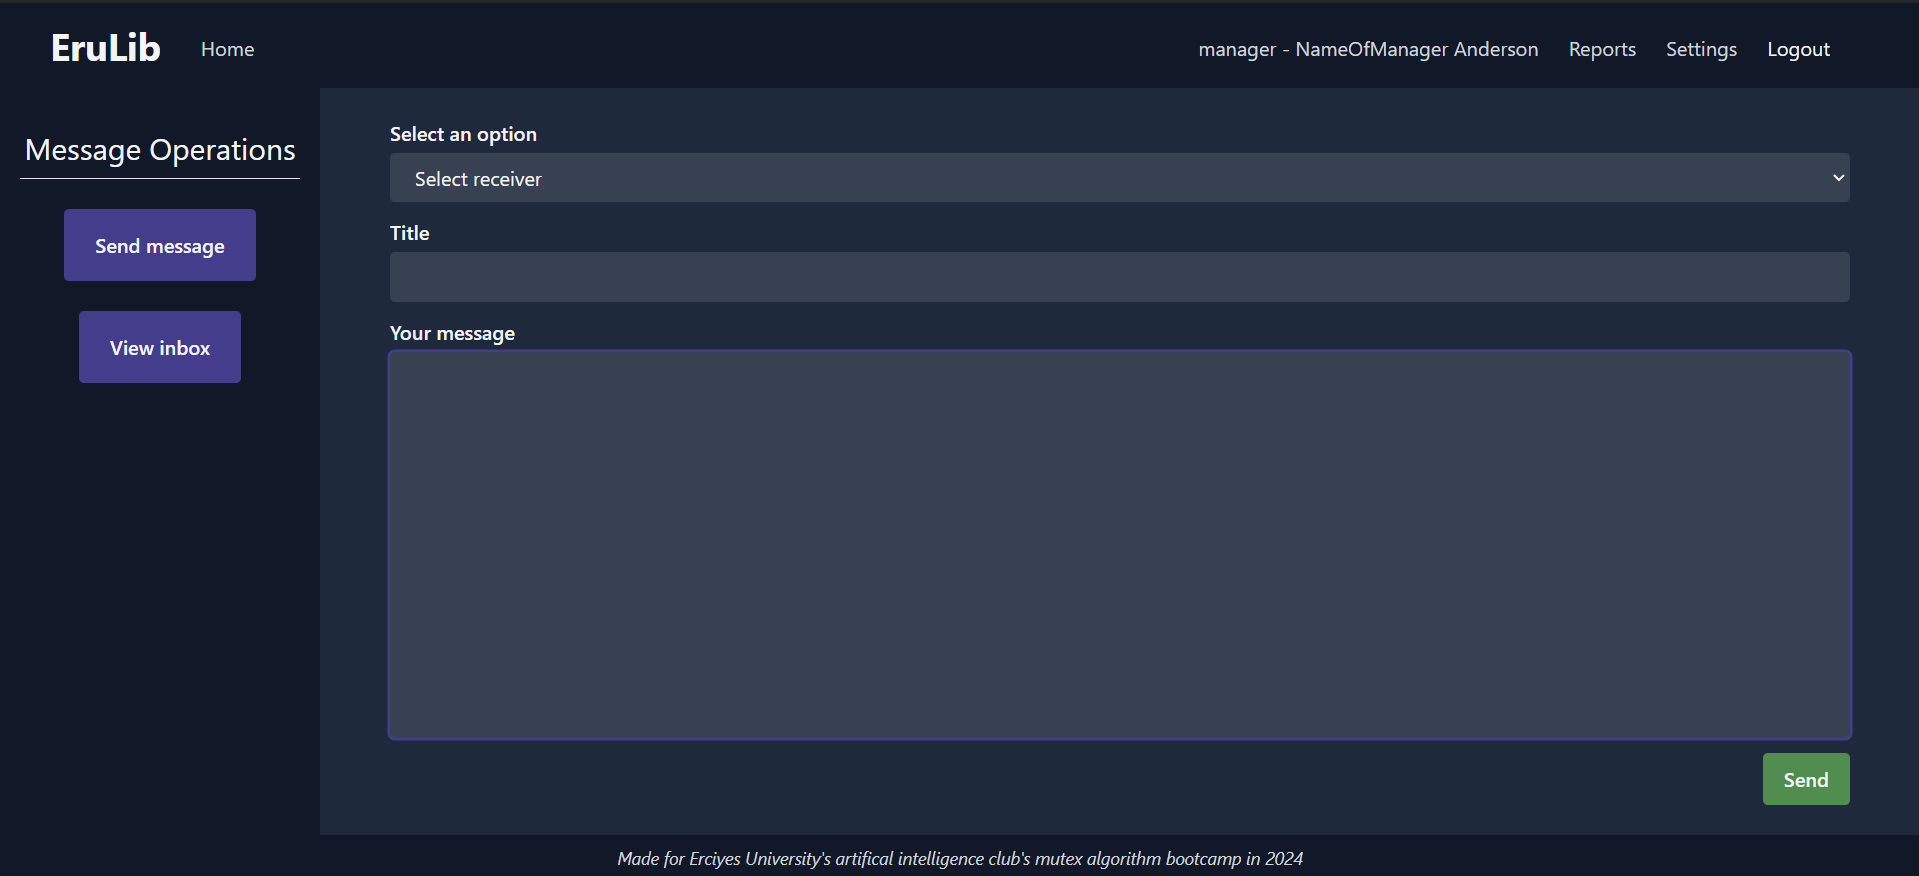 EruLib Home manager - NameOfManager Anderson Reports Settings Logout
Message Operations
Send message
View inbox
Select an option
Select receiver
Title
Your message
Send
Made for Erciyes University's artifical intelligence club's mutex algorithm bootcamp in 2024